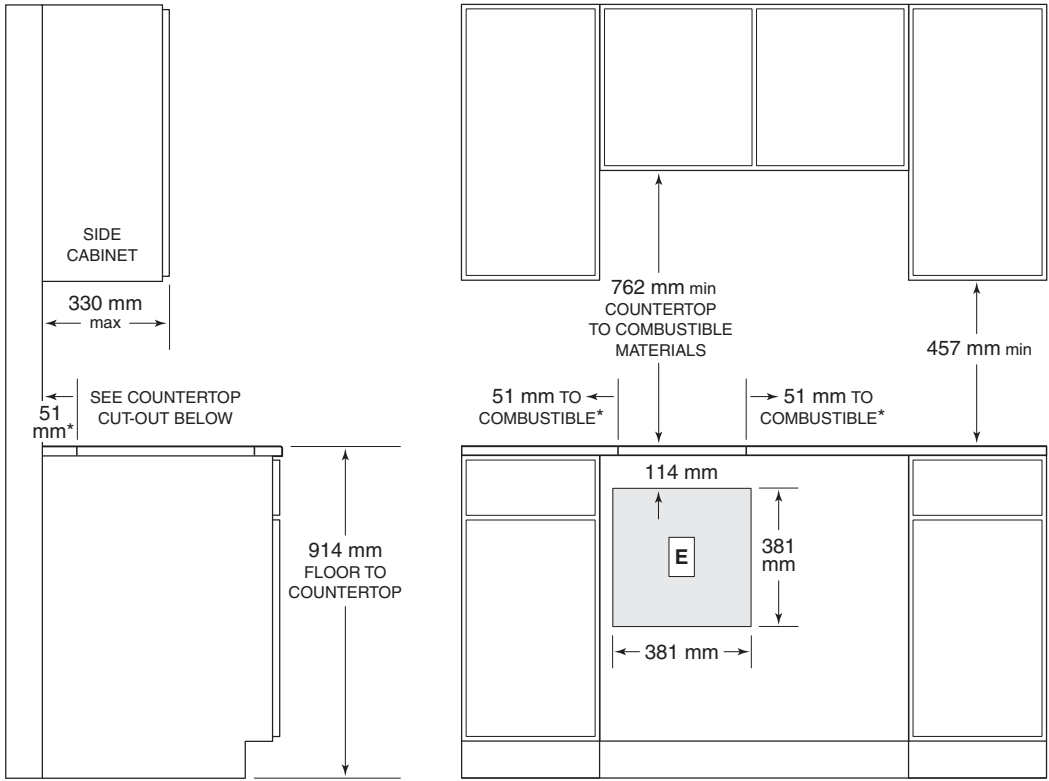 SIDE
CABINET
330 mm
max
51
mm*
SEE COUNTERTOP
CUT-OUT BELOW
914 mm
FLOOR TO
COUNTERTOP
762 mm min
COUNTERTOP
TO COMBUSTIBLE
MATERIALS
457 mm min
51 mm TO
COMBUSTIBLE*
51 mm TO
COMBUSTIBLE*
114 mm
E
381
mm
381 mm